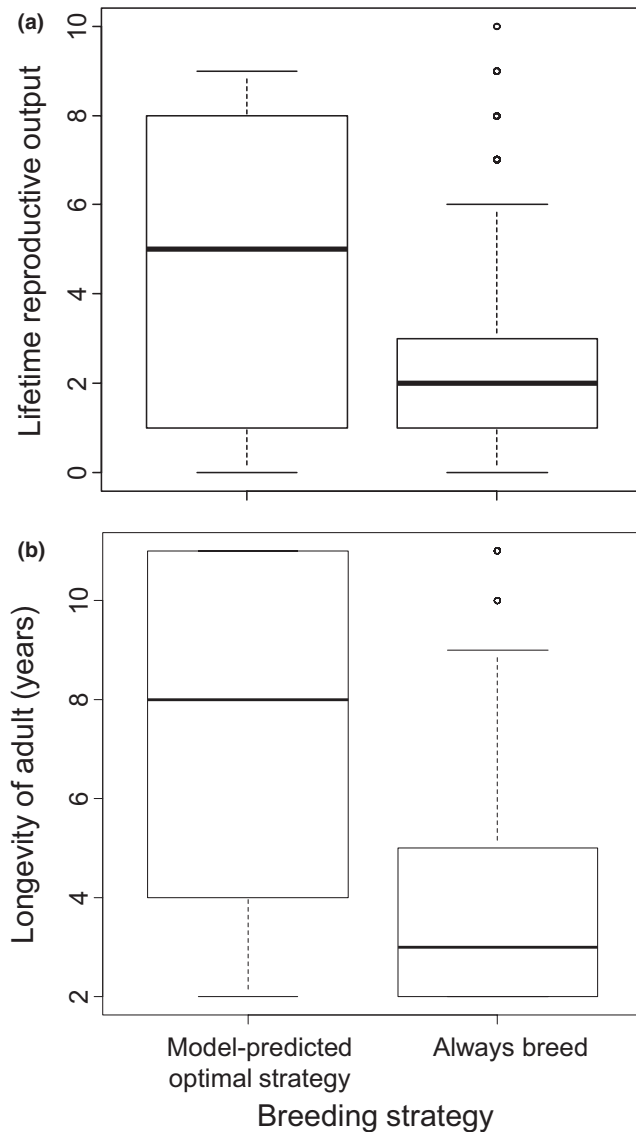 (a)
Lifetime reproductive output
10
8
6
4
2
0
(b)
Longevity of adult (years)
10
8
6
4
2
Model-predicted
optimal strategy
Always breed
Breeding strategy